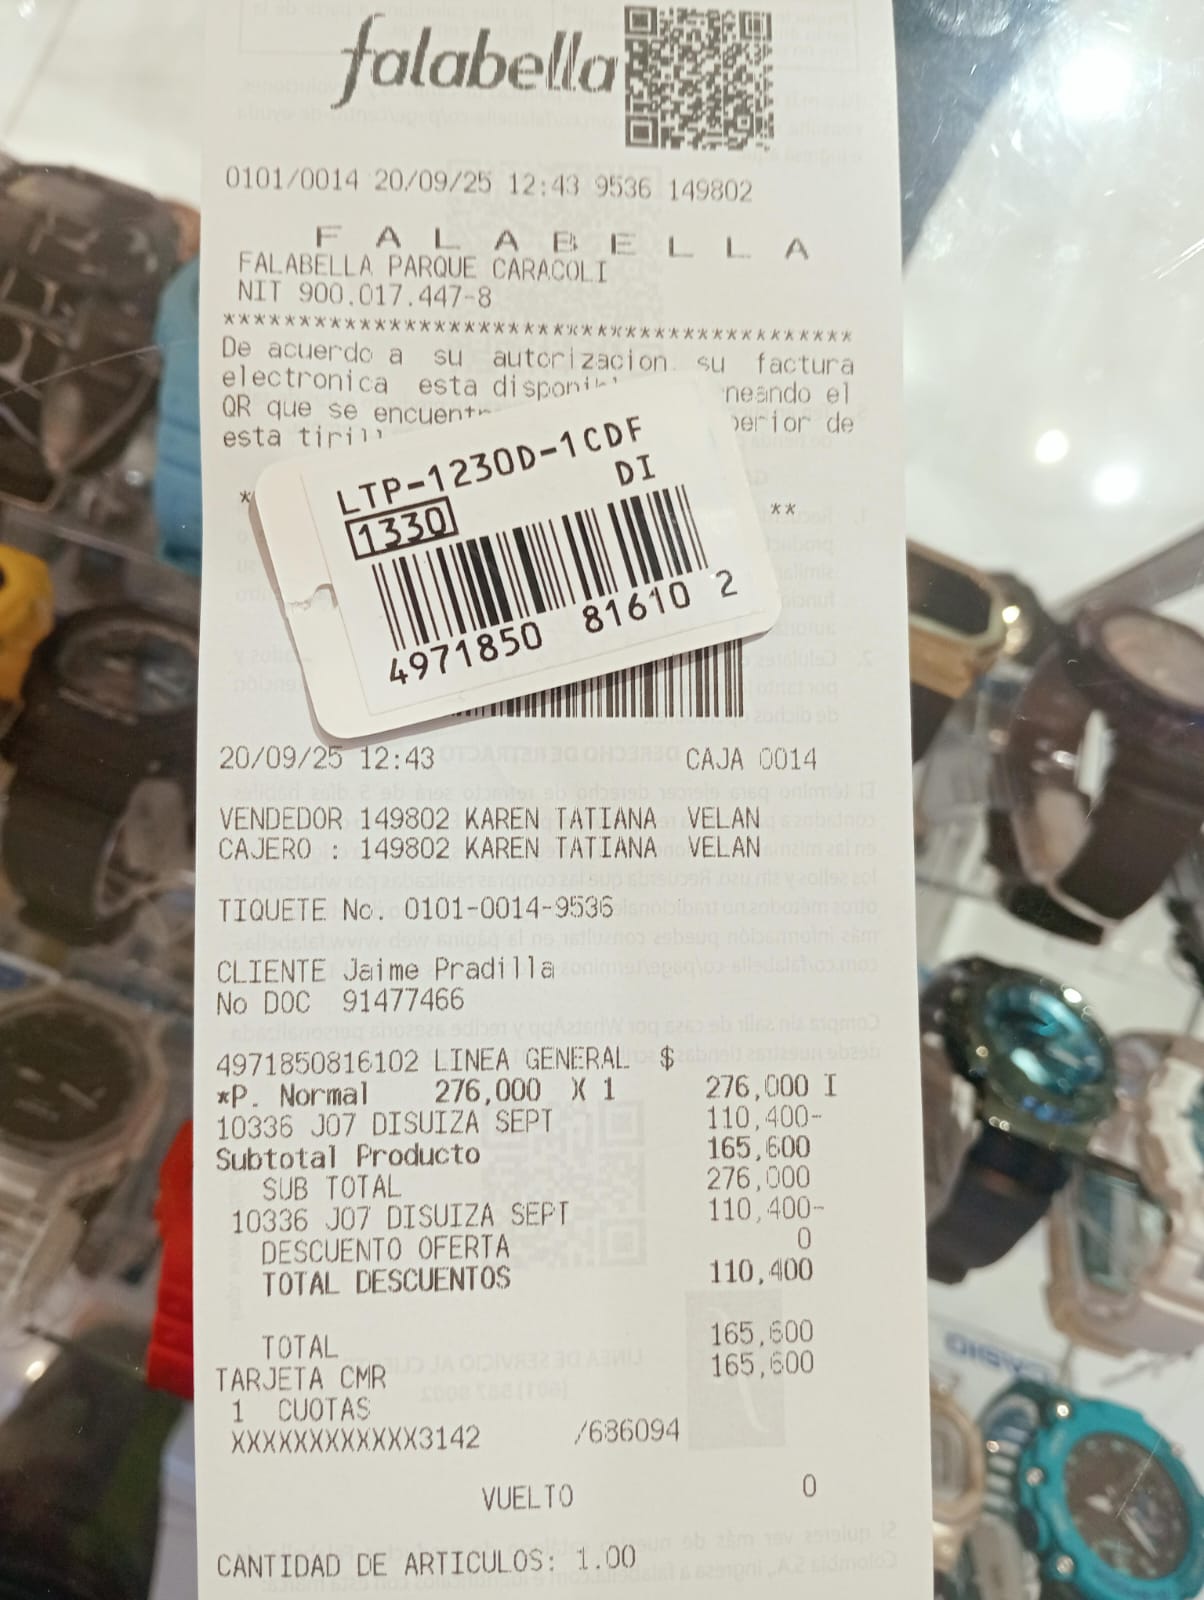 falabella
0101/0014 20/09/25 12:43 9536 149802
F A L A B E L L A
FALABELLA PARQUE CARACOLI
NIT 900.017.447-8
******************************************
De acuerdo a su autorizacion su factura
electronica esta neando el
QR que se de
esta
LTP-1230D-1CDF
DI
1330
4971850 81610 2
**
20/09/25 12:43 CAJA 0014
VENDEDOR 149802 KAREN TATIANA VELAN
CAJERO : 149802 KAREN TATIANA VELAN
TIQUETE No. 0101-0014-9536
CLIENTE Jaime Pradilla
No DOC 91477466
4971850816102 LINEA GENERAL $
*P. Normal 276,000 X 1 276,000 I
10336 J07 DISUIZA SEPT 110,400-
Subtotal Producto 165,600
SUB TOTAL 276,000
10336 J07 DISUIZA SEPT 110,400-
DESCUENTO OFERTA 0
TOTAL DESCUENTOS 110,400
TOTAL 165,600
TARJETA CMR 165,600
1 CUOTAS
XXXXXXXXXXXX3142 /686094
VUELTO 0
CANTIDAD DE ARTICULOS: 1.00
CASIO